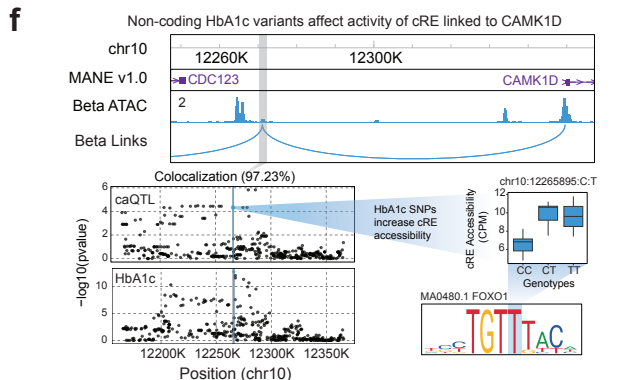 f
Non-coding HbA1c variants affect activity of cRE linked to CAMK1D
chr10
12260K 12300K
MANE v1.0 CDC123 CAMK1D
Beta ATAC 2
Beta Links
Colocalization (97.23%)
caQTL
6
4
2
0
HbA1c
10
5
0
−log10(pvalue)
12200K 12250K 12300K 12350K
Position (chr10)
HbA1c SNPs
increase cRE
accessibility
chr10:12265895:C:T
cRE Accessibility
(CPM)
12
10
8
6
CC CT TT
Genotypes
MA0480.1 FOXO1
TGTTTAC